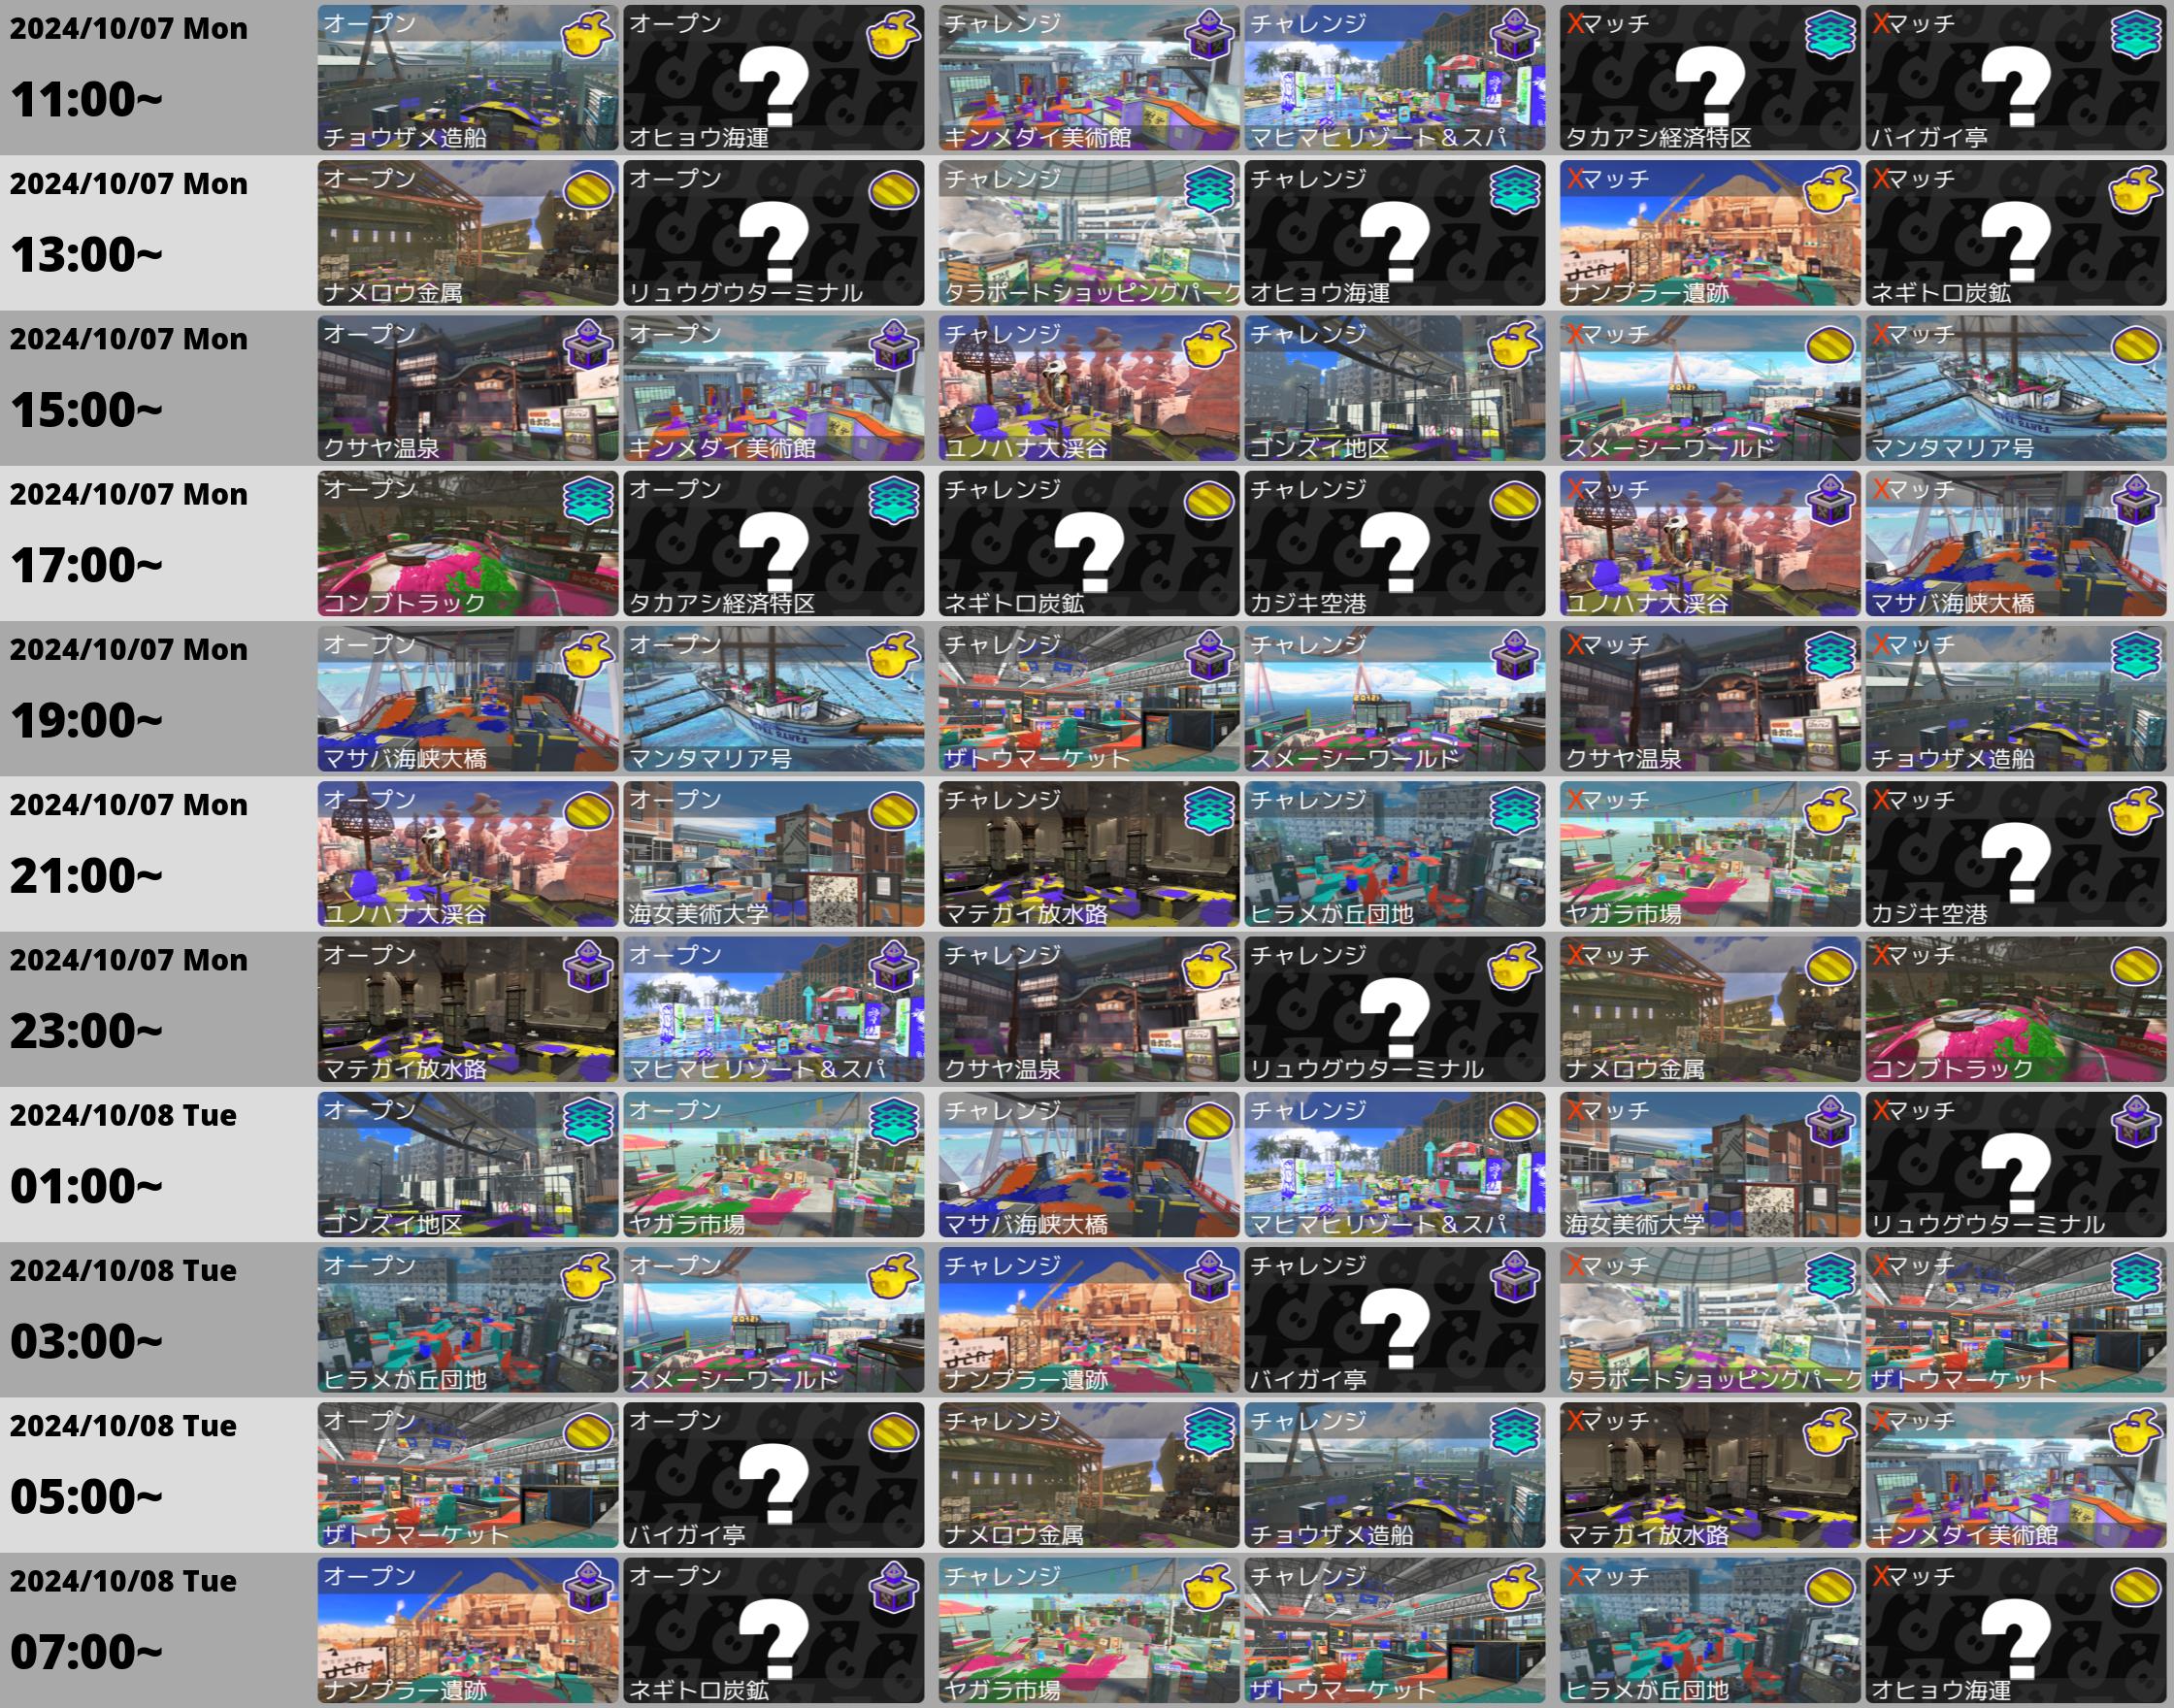 2024/10/07 Mon
11:00~
オープン
チョウザメ造船
オープン
オヒョウ海運
チャレンジ
キンメダイ美術館
チャレンジ
マヒマヒリゾート＆スパ
Xマッチ
タカアシ経済特区
Xマッチ
バイガイ亭
2024/10/07 Mon
13:00~
オープン
ナメロウ金属
オープン
リュウグウターミナル
チャレンジ
タラポートショッピングパーク
チャレンジ
オヒョウ海運
Xマッチ
ナンプラー遺跡
Xマッチ
ネギトロ炭鉱
2024/10/07 Mon
15:00~
オープン
クサヤ温泉
オープン
キンメダイ美術館
チャレンジ
ユノハナ大渓谷
チャレンジ
ゴンズイ地区
Xマッチ
スメーシーワールド
Xマッチ
マンタマリア号
2024/10/07 Mon
17:00~
オープン
コンブトラック
オープン
タカアシ経済特区
チャレンジ
ネギトロ炭鉱
チャレンジ
カジキ空港
Xマッチ
ユノハナ大渓谷
Xマッチ
マサバ海峡大橋
2024/10/07 Mon
19:00~
オープン
マサバ海峡大橋
オープン
マンタマリア号
チャレンジ
ザトウマーケット
チャレンジ
スメーシーワールド
Xマッチ
クサヤ温泉
Xマッチ
チョウザメ造船
2024/10/07 Mon
21:00~
オープン
ユノハナ大渓谷
オープン
海女美術大学
チャレンジ
マテガイ放水路
チャレンジ
ヒラメが丘団地
Xマッチ
ヤガラ市場
Xマッチ
カジキ空港
2024/10/07 Mon
23:00~
オープン
マテガイ放水路
オープン
マヒマヒリゾート＆スパ
チャレンジ
クサヤ温泉
チャレンジ
リュウグウターミナル
Xマッチ
ナメロウ金属
Xマッチ
コンブトラック
2024/10/08 Tue
01:00~
オープン
ゴンズイ地区
オープン
ヤガラ市場
チャレンジ
マサバ海峡大橋
チャレンジ
マヒマヒリゾート＆スパ
Xマッチ
海女美術大学
Xマッチ
リュウグウターミナル
2024/10/08 Tue
03:00~
オープン
ヒラメが丘団地
オープン
スメーシーワールド
チャレンジ
ナンプラー遺跡
チャレンジ
バイガイ亭
Xマッチ
タラポートショッピングパーク
Xマッチ
ザトウマーケット
2024/10/08 Tue
05:00~
オープン
ザトウマーケット
オープン
バイガイ亭
チャレンジ
ナメロウ金属
チャレンジ
チョウザメ造船
Xマッチ
マテガイ放水路
Xマッチ
キンメダイ美術館
2024/10/08 Tue
07:00~
オープン
ナンプラー遺跡
オープン
ネギトロ炭鉱
チャレンジ
ヤガラ市場
チャレンジ
ザトウマーケット
Xマッチ
ヒラメが丘団地
Xマッチ
オヒョウ海運